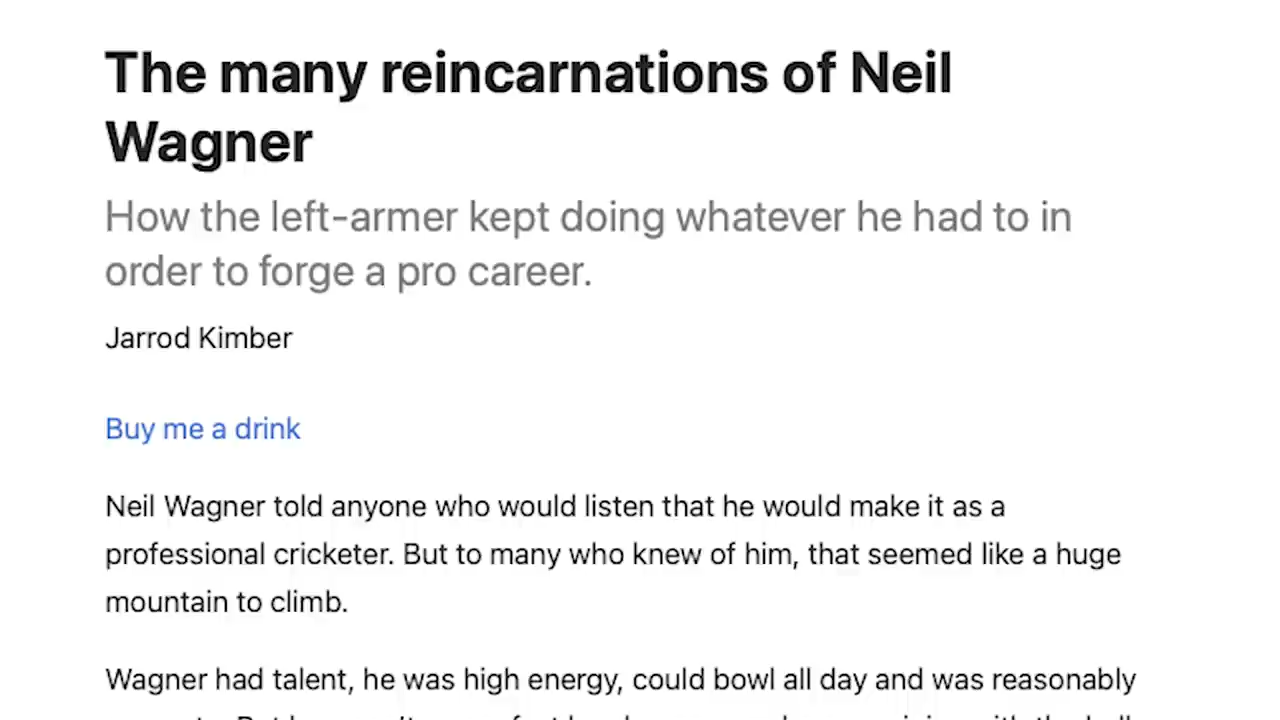 The many reincarnations of Neil
Wagner
How the left-armer kept doing whatever he had to in
order to forge a pro career.
Jarrod Kimber
Buy me a drink
Neil Wagner told anyone who would listen that he would make it as a
professional cricketer. But to many who knew of him, that seemed like a huge
mountain to climb.
Wagner had talent, he was high energy, could bowl all day and was reasonably